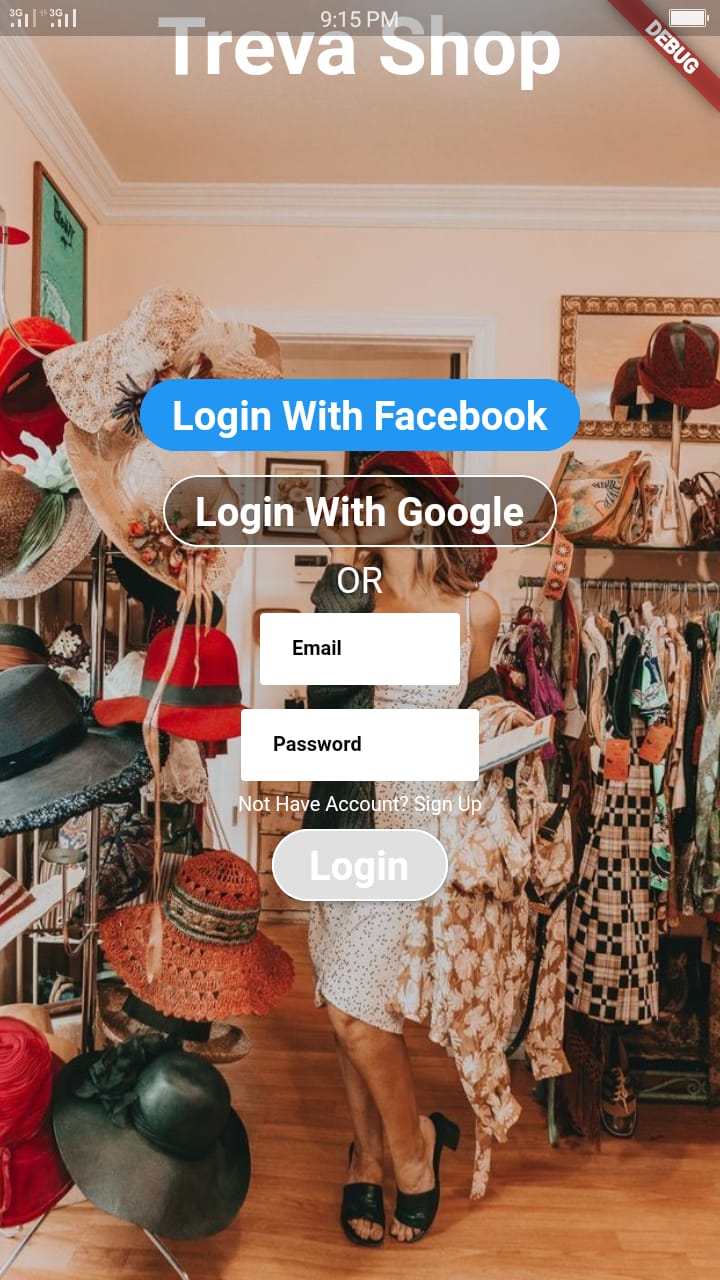 3G 3G 9:15 PM
DEBUG
Treva Shop
Login With Facebook
Login With Google
OR
Email
Password
Not Have Account? Sign Up
Login